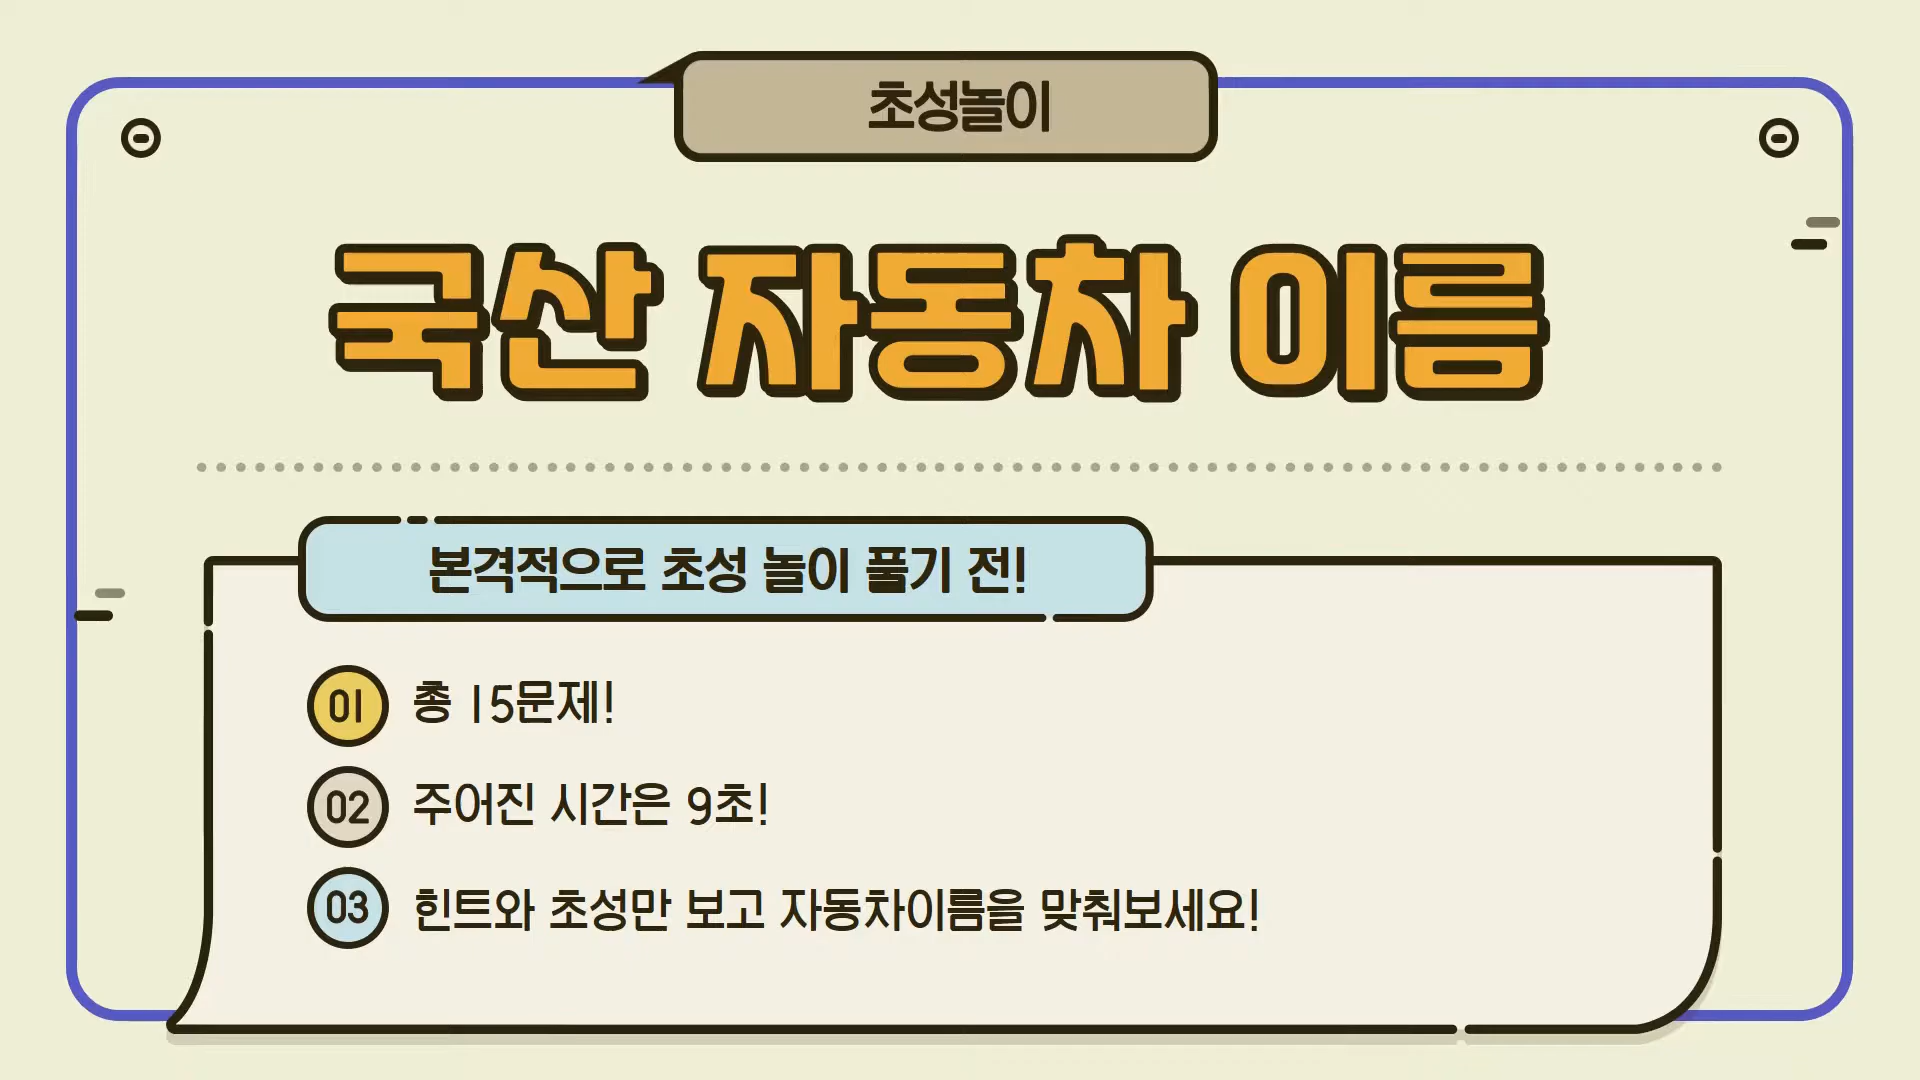 초성놀이
국산 자동차 이름
본격적으로 초성 놀이 풀기 전!
01 총 15문제!
02 주어진 시간은 9초!
03 힌트와 초성만 보고 자동차이름을 맞춰보세요!